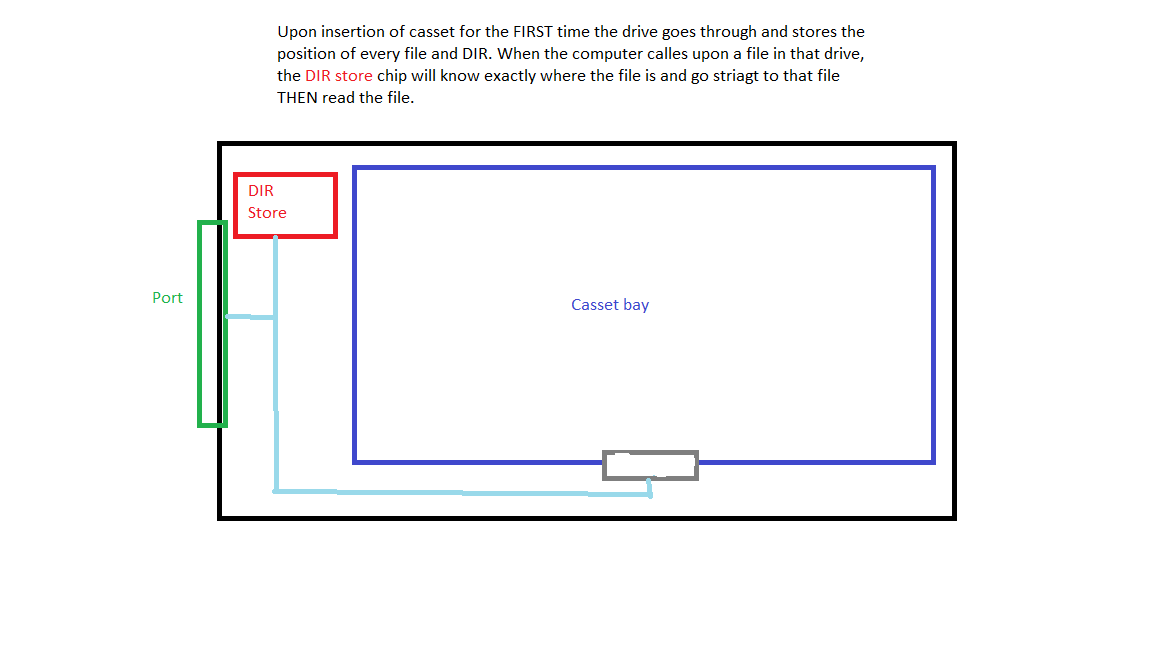 Upon insertion of casset for the FIRST time the drive goes through and stores the
position of every file and DIR. When the computer calles upon a file in that drive,
the DIR store chip will know exactly where the file is and go striagt to that file
THEN read the file.
DIR
Store
Port
Casset bay